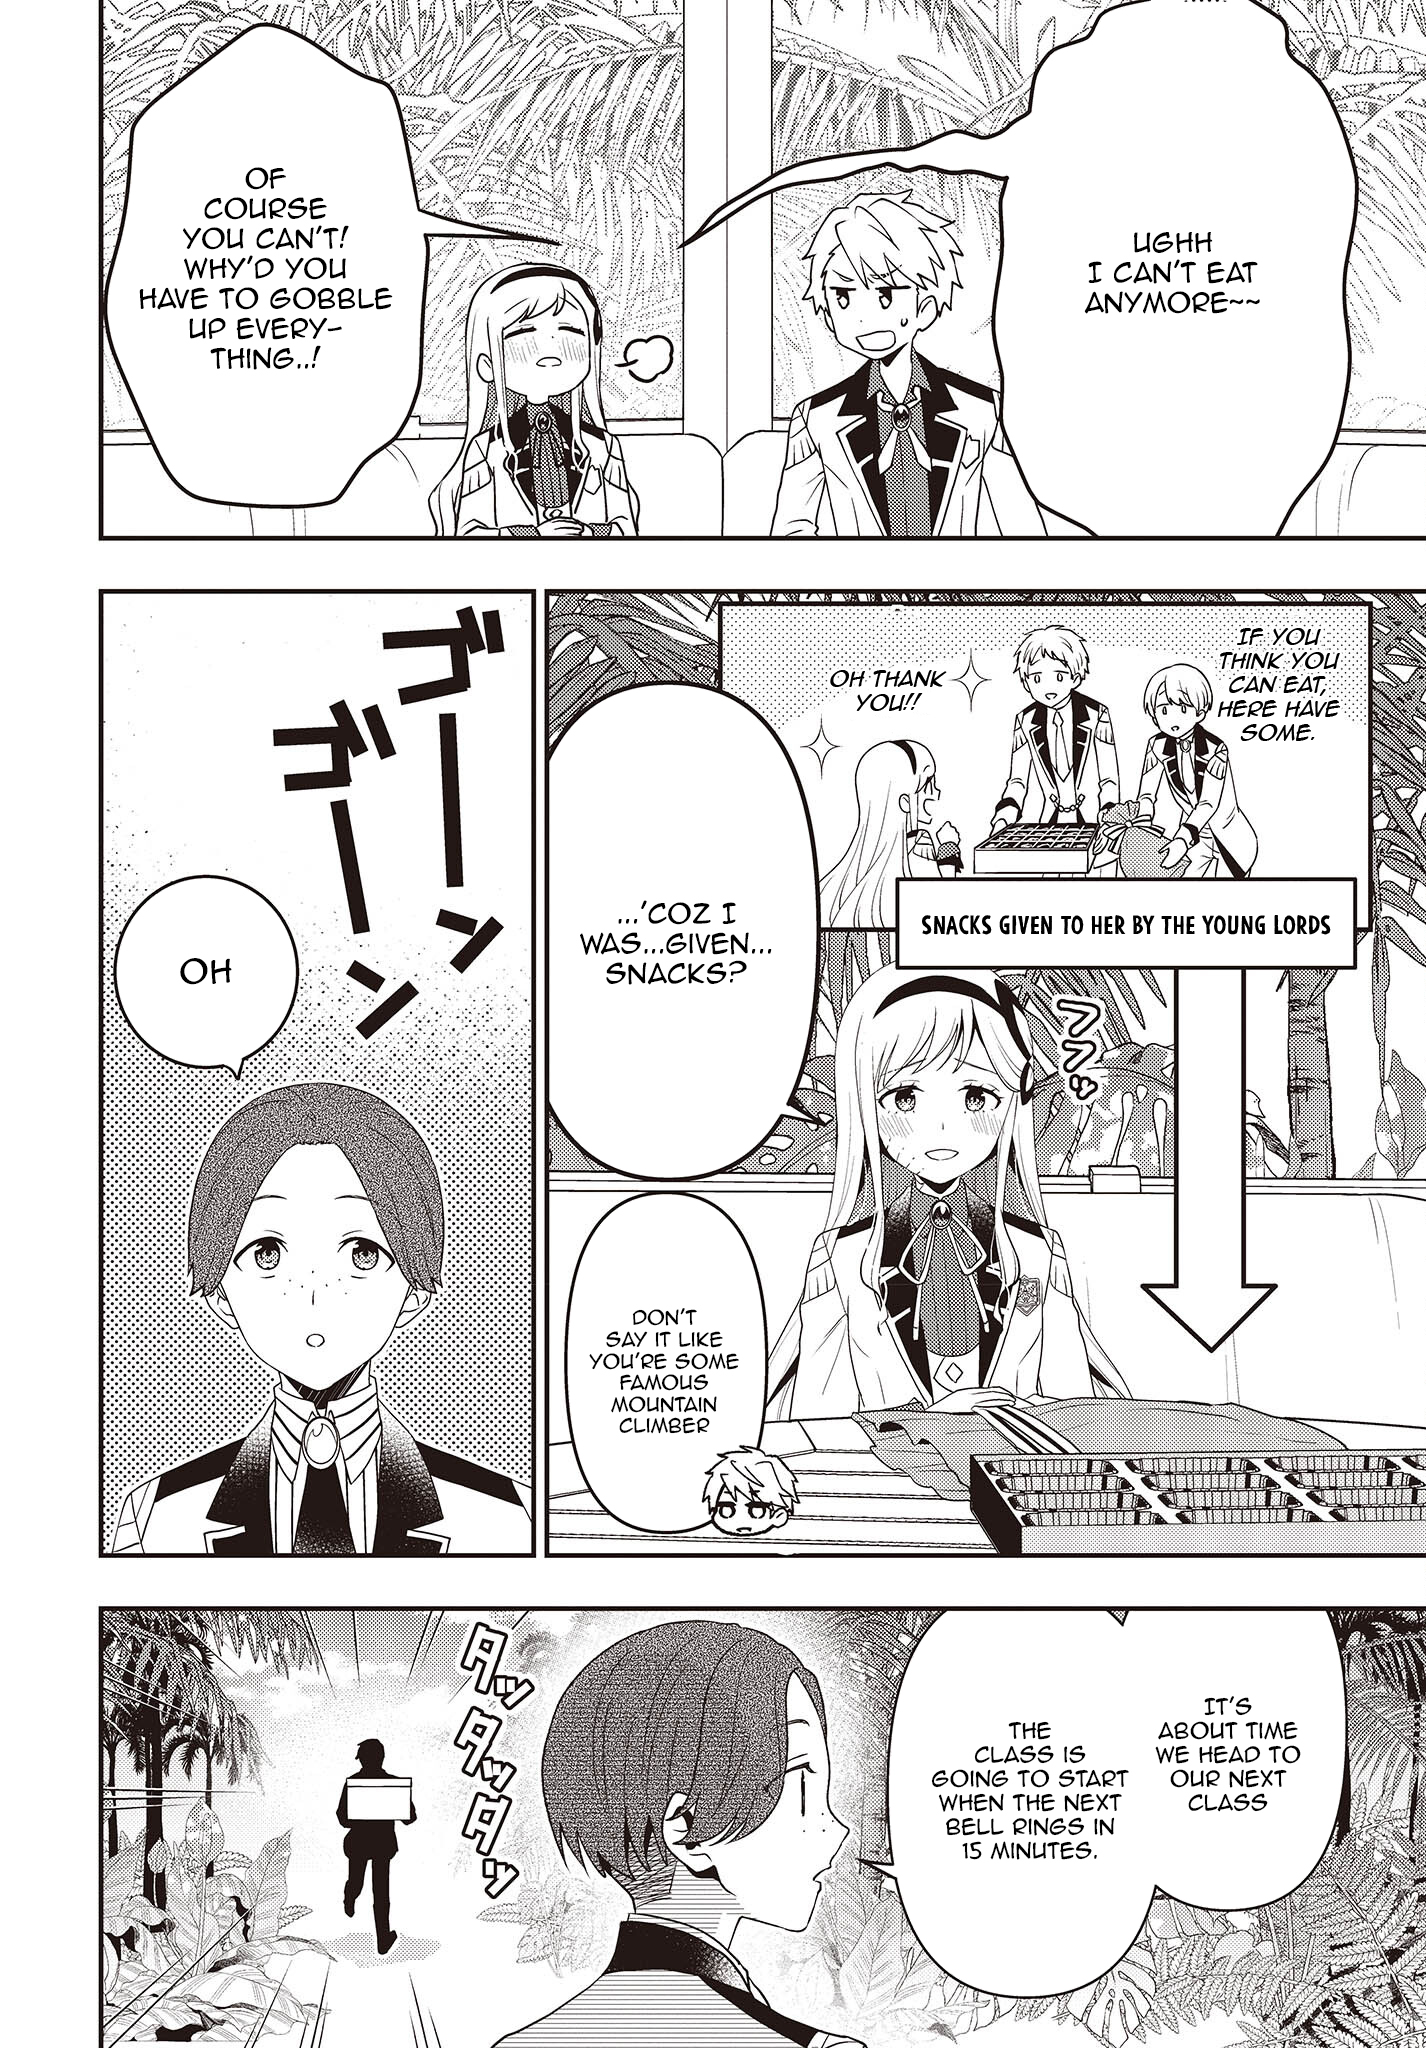 UGHH
I CAN'T EAT
ANYMORE~~
OF
COURSE
YOU CAN'T!
WHY'D YOU
HAVE TO GOBBLE
UP EVERY-
THING..!
IF YOU
THINK YOU
CAN EAT,
HERE HAVE
SOME.
OH THANK
YOU!!
SNACKS GIVEN TO HER BY THE YOUNG LORDS
...'COZ I
WAS...GIVEN...
SNACKS?
フフッ
DON'T
SAY IT LIKE
YOU'RE SOME
FAMOUS
MOUNTAIN
CLIMBER
ゴーン
ゴーン
OH
IT'S
ABOUT TIME
WE HEAD TO
OUR NEXT
CLASS
THE
CLASS IS
GOING TO START
WHEN THE NEXT
BELL RINGS IN
15 MINUTES.
タッタッタッ